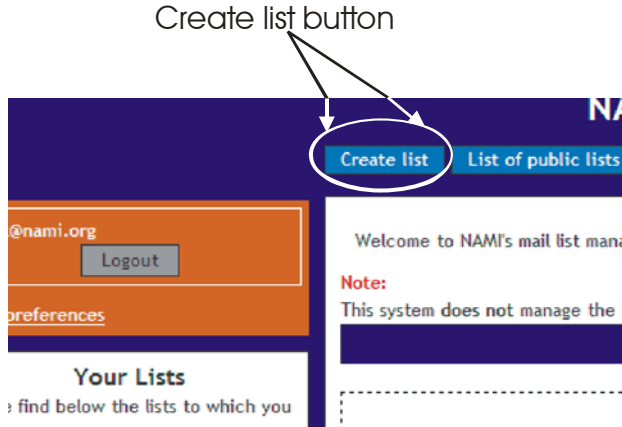 Create list button
NA
Create list List of public lists
@nami.org
Logout
preferences
Welcome to NAMI's mail list mana
Note:
This system does not manage the
Your Lists
e find below the lists to which you